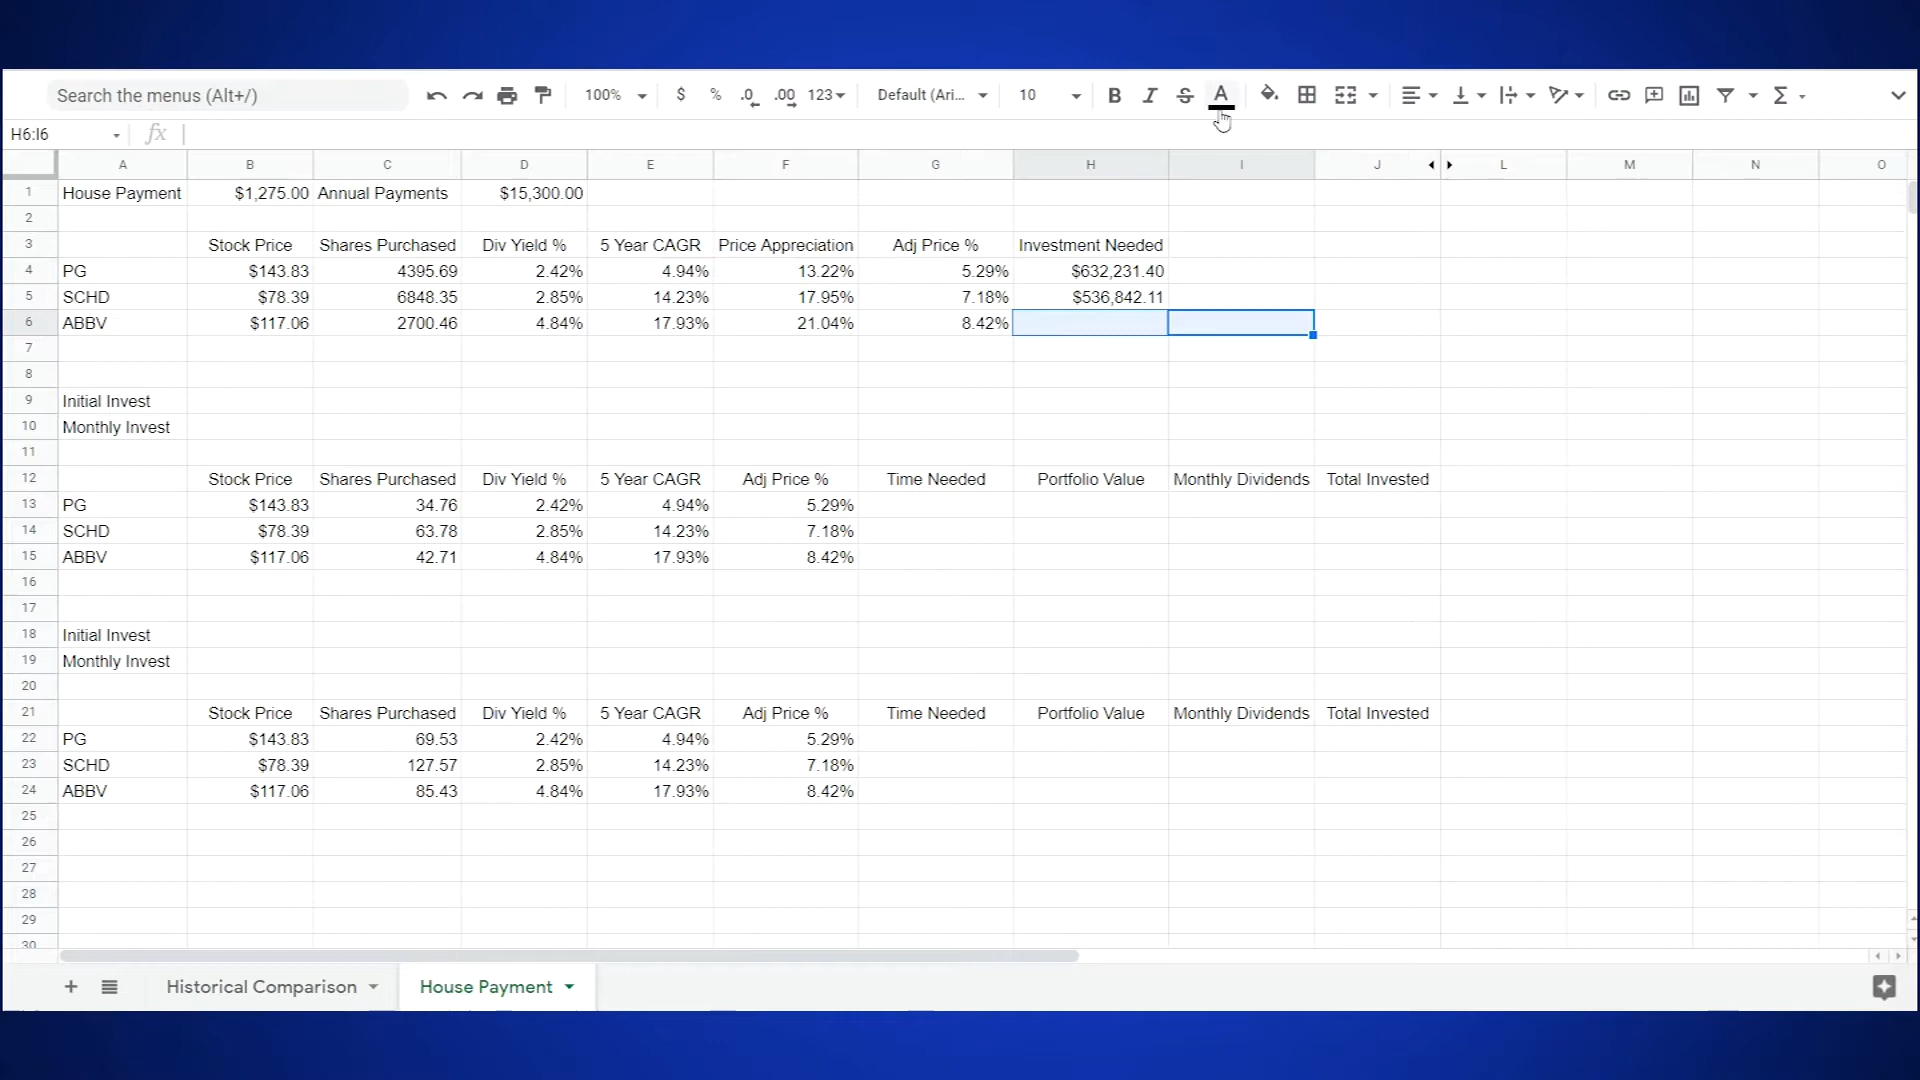 Search the menus (Alt+/) 100% $ % .0 .00 123 Default (Ari... 10 B I S A Σ
H6:I6 fx
A B C D E F G H I J L M N O
1 House Payment $1,275.00 Annual Payments $15,300.00
2
3 Stock Price Shares Purchased Div Yield % 5 Year CAGR Price Appreciation Adj Price % Investment Needed
4 PG $143.83 4395.69 2.42% 4.94% 13.22% 5.29% $632,231.40
5 SCHD $78.39 6848.35 2.85% 14.23% 17.95% 7.18% $536,842.11
6 ABBV $117.06 2700.46 4.84% 17.93% 21.04% 8.42%
7
8
9 Initial Invest
10 Monthly Invest
11
12 Stock Price Shares Purchased Div Yield % 5 Year CAGR Adj Price % Time Needed Portfolio Value Monthly Dividends Total Invested
13 PG $143.83 34.76 2.42% 4.94% 5.29%
14 SCHD $78.39 63.78 2.85% 14.23% 7.18%
15 ABBV $117.06 42.71 4.84% 17.93% 8.42%
16
17
18 Initial Invest
19 Monthly Invest
20
21 Stock Price Shares Purchased Div Yield % 5 Year CAGR Adj Price % Time Needed Portfolio Value Monthly Dividends Total Invested
22 PG $143.83 69.53 2.42% 4.94% 5.29%
23 SCHD $78.39 127.57 2.85% 14.23% 7.18%
24 ABBV $117.06 85.43 4.84% 17.93% 8.42%
25
26
27
28
29
30
+ Historical Comparison House Payment